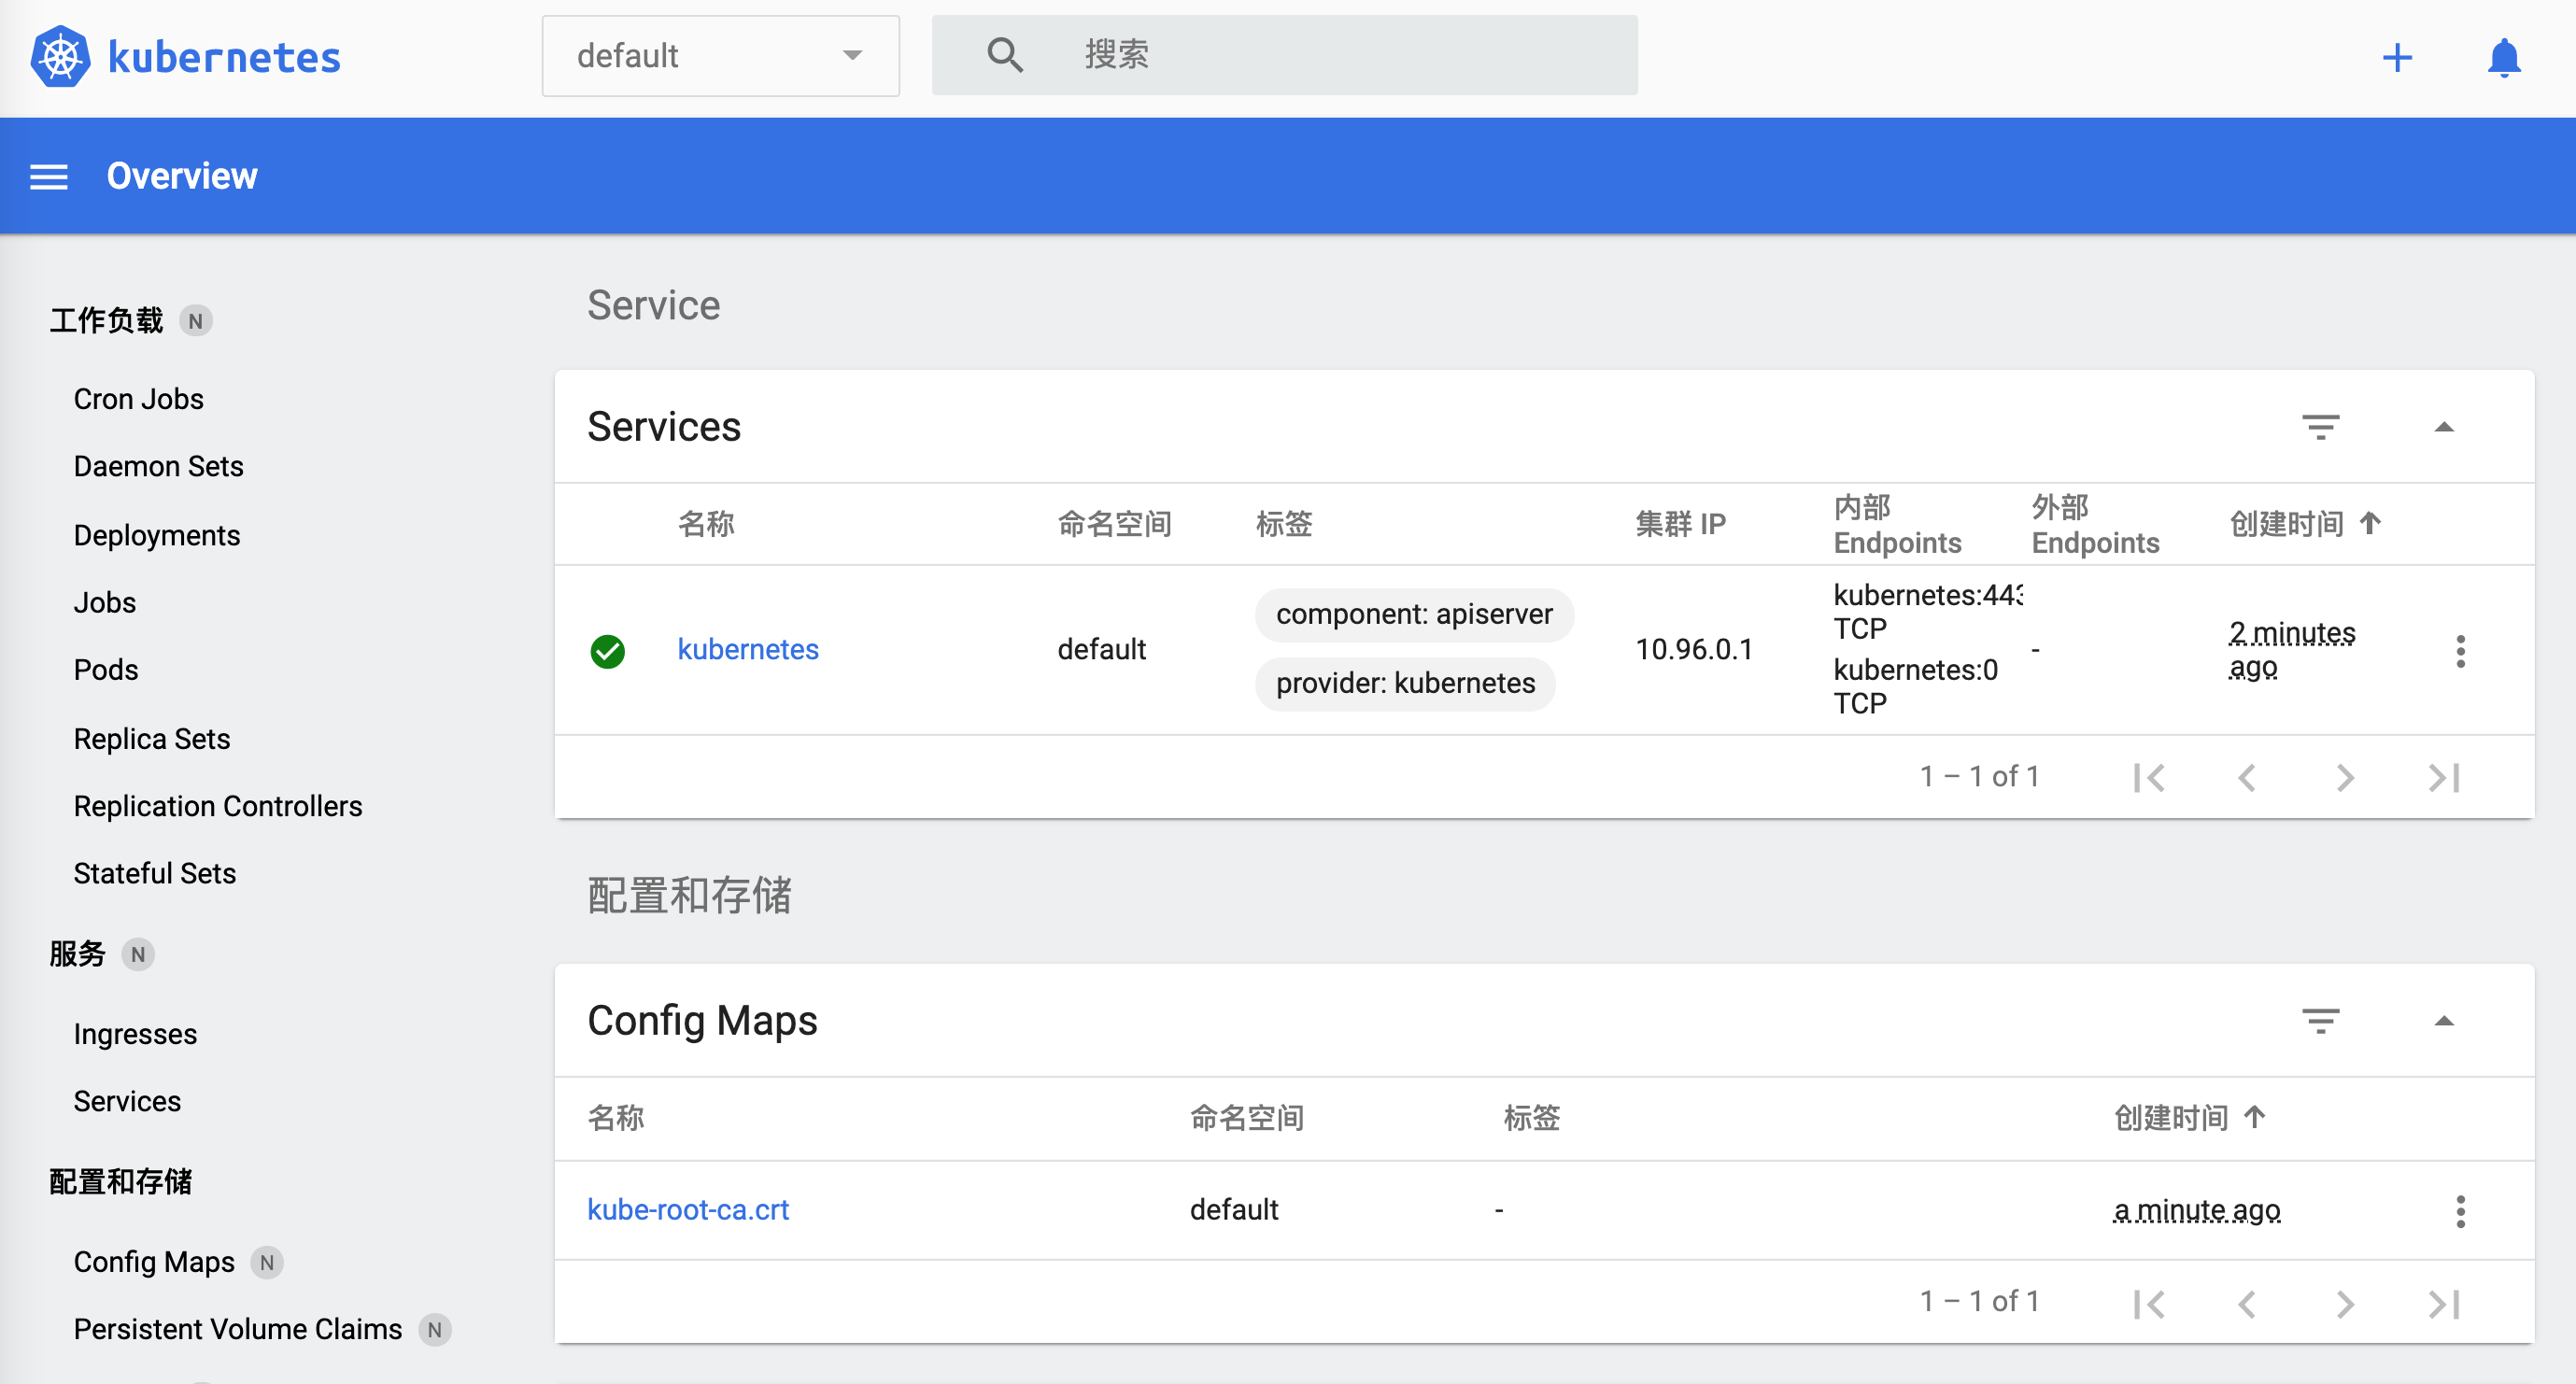 kubernetes
default
搜索
Overview
工作负载 N
Cron Jobs
Daemon Sets
Deployments
Jobs
Pods
Replica Sets
Replication Controllers
Stateful Sets
服务 N
Ingresses
Services
配置和存储
Config Maps N
Persistent Volume Claims N
Service
Services
名称 命名空间 标签 集群 IP 内部 Endpoints 外部 Endpoints 创建时间
kubernetes default component: apiserver provider: kubernetes 10.96.0.1 kubernetes:443 TCP kubernetes:0 TCP - 2 minutes ago
1 – 1 of 1
配置和存储
Config Maps
名称 命名空间 标签 创建时间
kube-root-ca.crt default - a minute ago
1 – 1 of 1